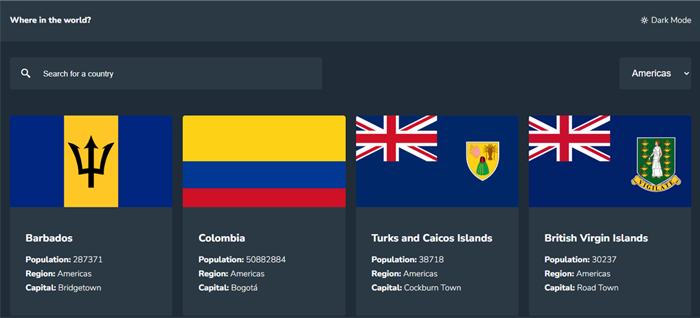 Where in the world?
Dark Mode
Search for a country
Americas
VIGILATE
Barbados
Population: 287371
Region: Americas
Capital: Bridgetown
Colombia
Population: 50882884
Region: Americas
Capital: Bogotá
Turks and Caicos Islands
Population: 38718
Region: Americas
Capital: Cockburn Town
British Virgin Islands
Population: 30237
Region: Americas
Capital: Road Town